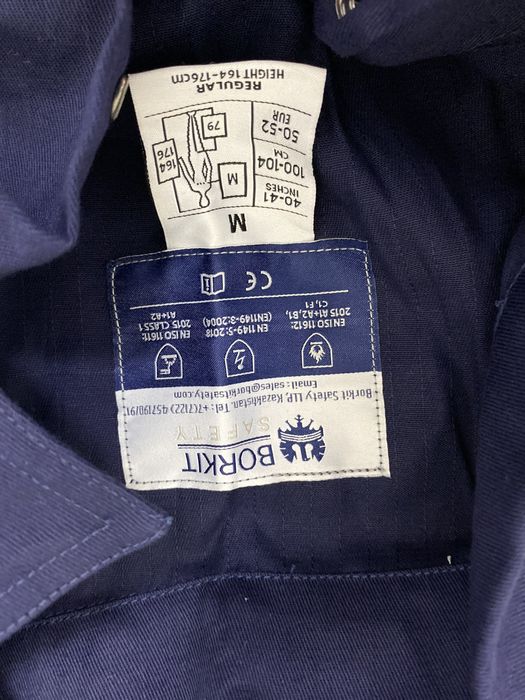 BORKIT
SAFETY
Borkit Safety LLP, Kazakhstan. Tel: +7(7122) 457190/91,
Email: sales@borkitsafety.com
EN ISO 11612:
2015 A1+A2,B1,
C1, F1
EN 1149-5:2018
(EN1149-3:2004)
EN ISO 11611:
2015 CLASS 1
A1+A2
CE
i
M
40-41
INCHES
100-104
CM
50-52
EUR
M
164
176
79
REGULAR
HEIGHT 164-176cm